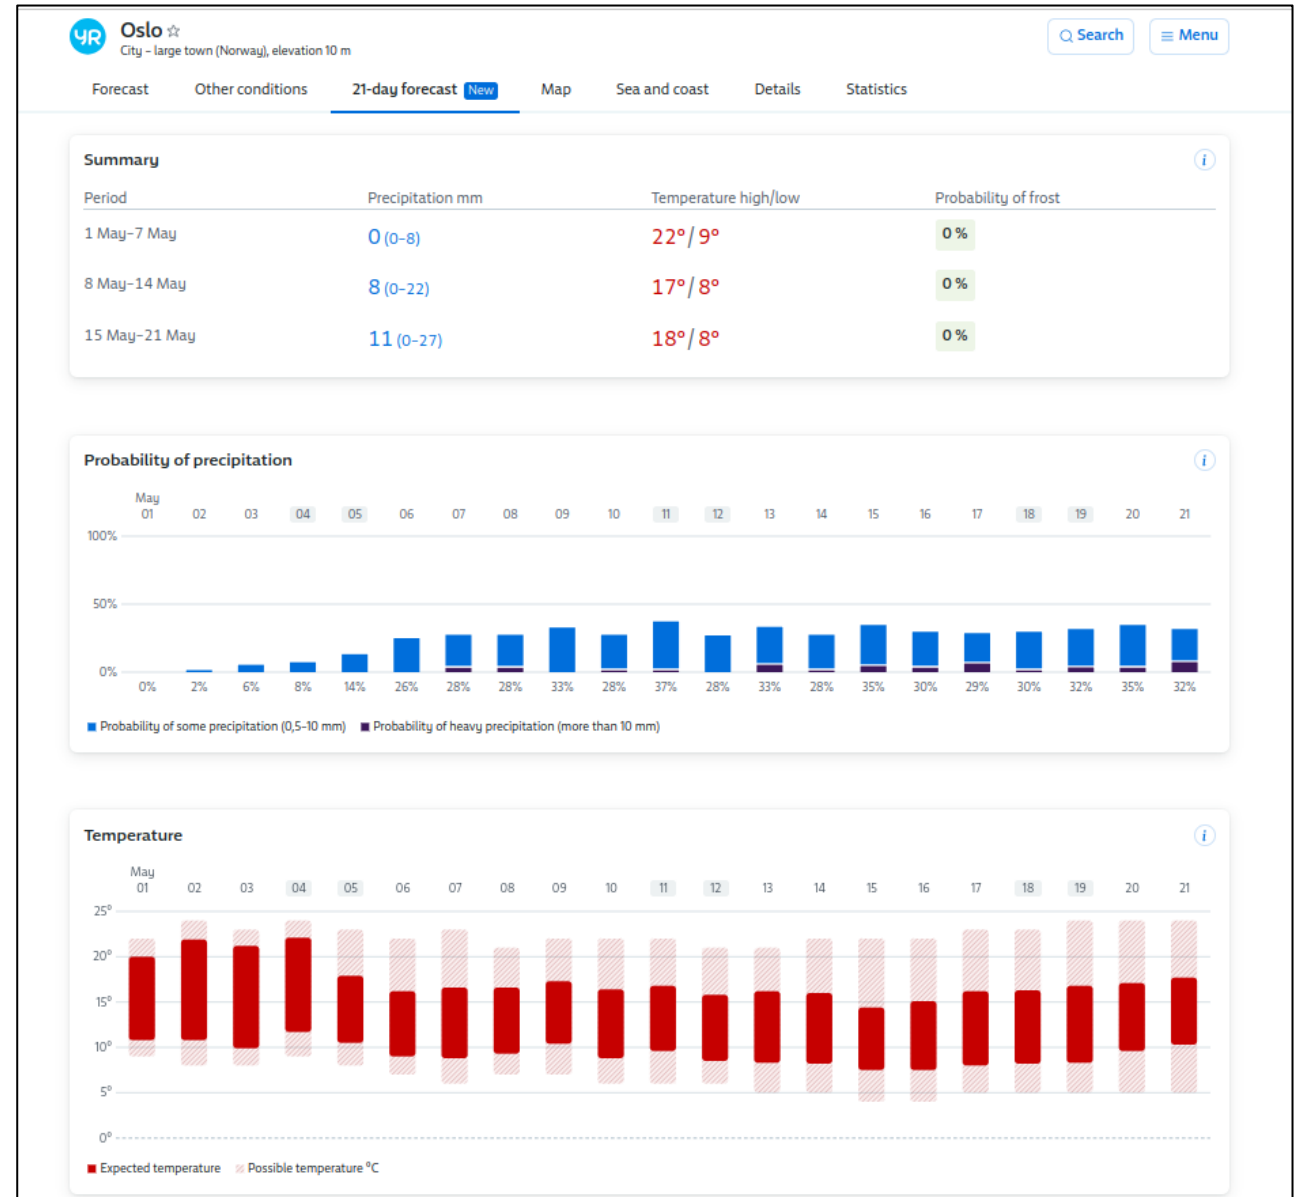 YR
Oslo ☆
City – large town (Norway), elevation 10 m
Search
Menu
Forecast Other conditions 21-day forecast New Map Sea and coast Details Statistics
Summary i
Period Precipitation mm Temperature high/low Probability of frost
1 May–7 May 0 (0–8) 22°/9° 0 %
8 May–14 May 8 (0–22) 17°/8° 0 %
15 May–21 May 11 (0–27) 18°/8° 0 %
Probability of precipitation i
May
01 02 03 04 05 06 07 08 09 10 11 12 13 14 15 16 17 18 19 20 21
100%
50%
0%
0% 2% 6% 8% 14% 26% 28% 28% 33% 28% 37% 28% 33% 28% 35% 30% 29% 30% 32% 35% 32%
Probability of some precipitation (0,5-10 mm) Probability of heavy precipitation (more than 10 mm)
Temperature i
May
01 02 03 04 05 06 07 08 09 10 11 12 13 14 15 16 17 18 19 20 21
25°
20°
15°
10°
5°
0°
Expected temperature Possible temperature °C